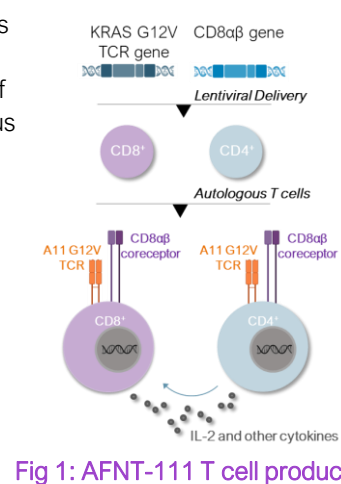 s
f
us
KRAS G12V
TCR gene
CD8αβ gene
Lentiviral Delivery
CD8⁺
CD4⁺
Autologous T cells
A11 G12V
TCR
CD8αβ
coreceptor
A11 G12V
TCR
CD8αβ
coreceptor
CD8⁺
CD4⁺
IL-2 and other cytokines
Fig 1: AFNT-111 T cell produc